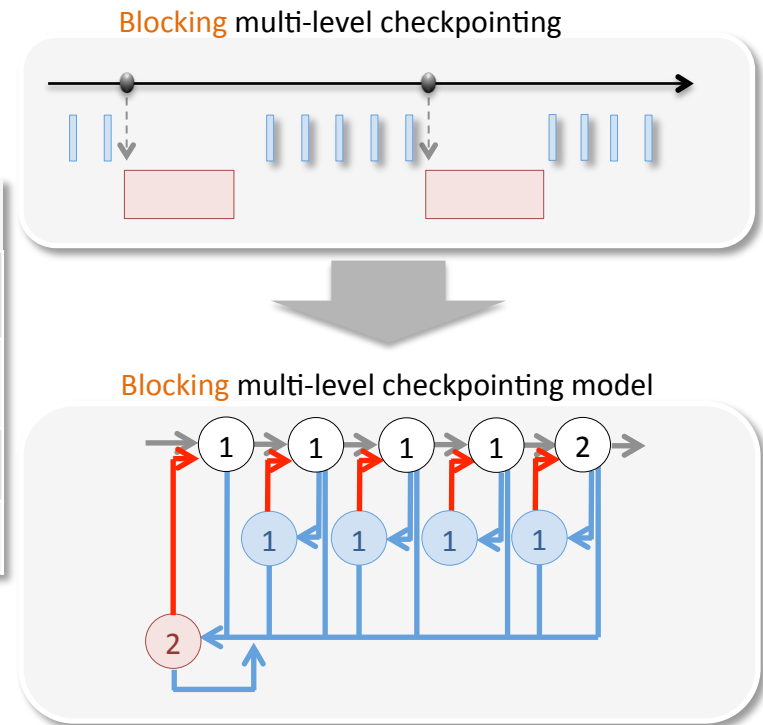 Blocking multi-level checkpointing
Blocking multi-level checkpointing model
1 1 1 1 2
1 1 1 1
2